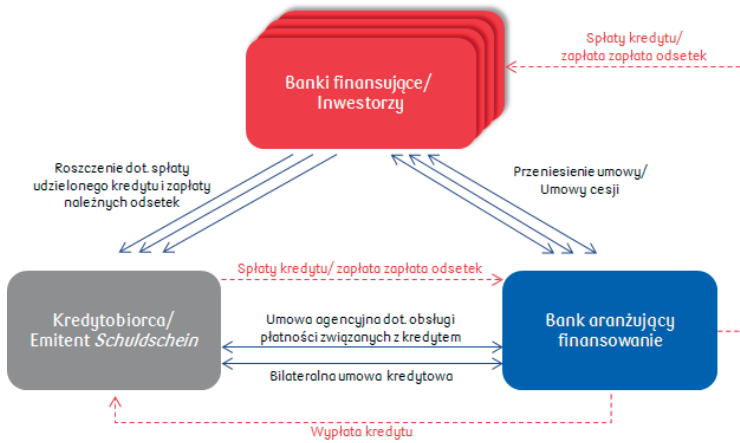 Spłaty kredytu/
zapłata zapłata odsetek
Banki finansujące/
Inwestorzy
Roszczenie dot. spłaty
udzielonego kredytu i zapłaty
należnych odsetek
Przeniesienie umowy/
Umowy cesji
Spłaty kredytu/ zapłata zapłata odsetek
Kredytobiorca/
Emitent Schuldschein
Umowa agencyjna dot. obsługi
płatności związanych z kredytem
Bilateralna umowa kredytowa
Bank aranżujący
finansowanie
Wypłata kredytu